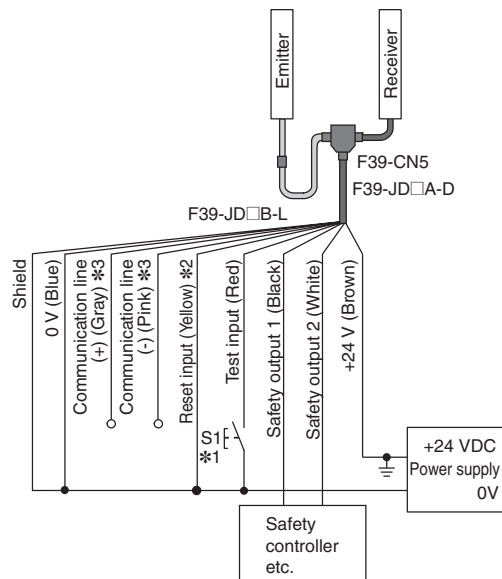 Emitter
Receiver
F39-CN5
F39-JD□A-D
F39-JD□B-L
Shield
0 V (Blue)
Communication line
(+) (Gray) *3
Communication line
(-) (Pink) *3
Reset input (Yellow) *2
Test input (Red)
Safety output 1 (Black)
Safety output 2 (White)
+24 V (Brown)
S1
*1
+24 VDC
Power supply
0V
Safety
controller
etc.